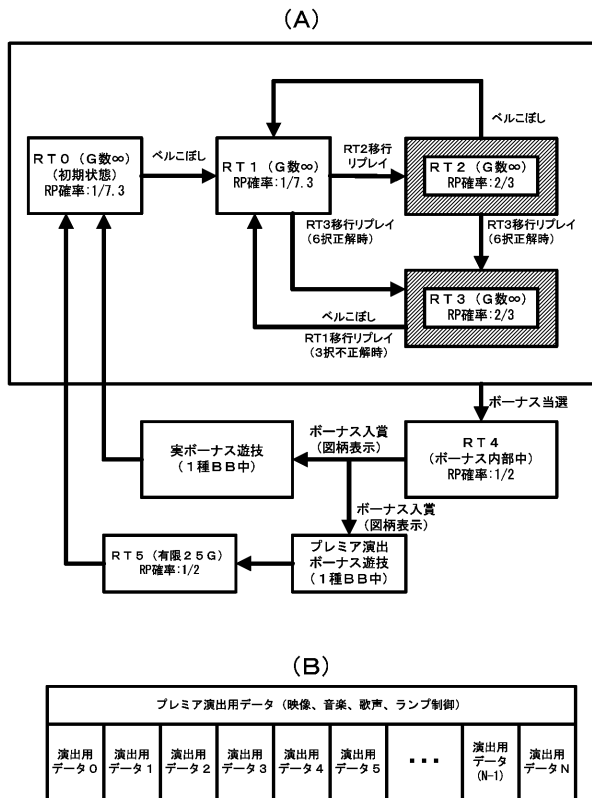 (A)
ベルこぼし
RT0 (G数∞)
(初期状態)
RP確率:1/7.3
ベルこぼし
RT1 (G数∞)
RP確率:1/7.3
RT2移行
リプレイ
RT2 (G数∞)
RP確率:2/3
RT3移行リプレイ
(6択正解時)
RT3移行リプレイ
(6択正解時)
RT3 (G数∞)
RP確率:2/3
ベルこぼし
RT1移行リプレイ
(3択不正解時)
ボーナス当選
実ボーナス遊技
(1種BB中)
ボーナス入賞
(図柄表示)
RT4
(ボーナス内部中)
RP確率:1/2
ボーナス入賞
(図柄表示)
RT5 (有限25G)
RP確率:1/2
プレミア演出
ボーナス遊技
(1種BB中)
(B)
プレミア演出用データ (映像、音楽、歌声、ランプ制御)
演出用
データ0
演出用
データ1
演出用
データ2
演出用
データ3
演出用
データ4
演出用
データ5
・・・
演出用
データ
(N-1)
演出用
データN